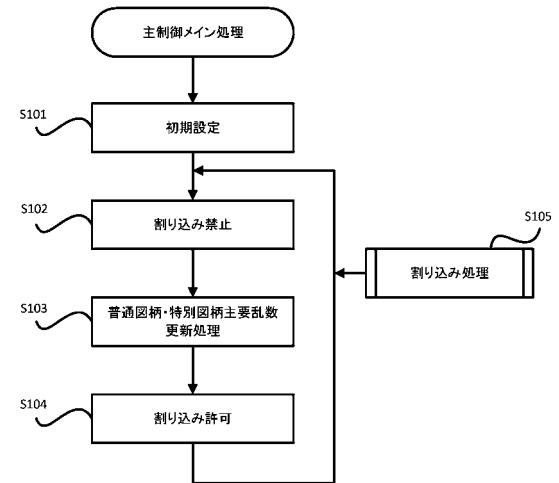 主制御メイン処理
S101
初期設定
S102
割り込み禁止
S105
割り込み処理
S103
普通図柄・特別図柄主要乱数
更新処理
S104
割り込み許可